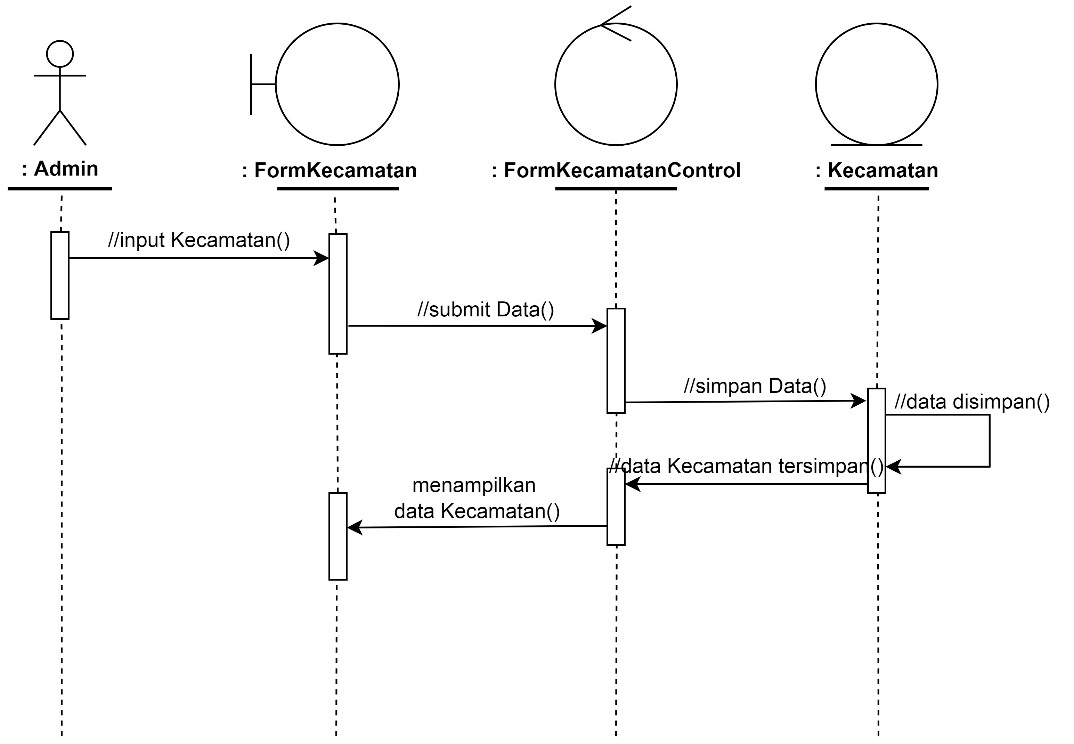 : Admin
: FormKecamatan
: FormKecamatanControl
: Kecamatan
//input Kecamatan()
//submit Data()
//simpan Data()
//data disimpan()
//data Kecamatan tersimpan()
menampilkan
data Kecamatan()